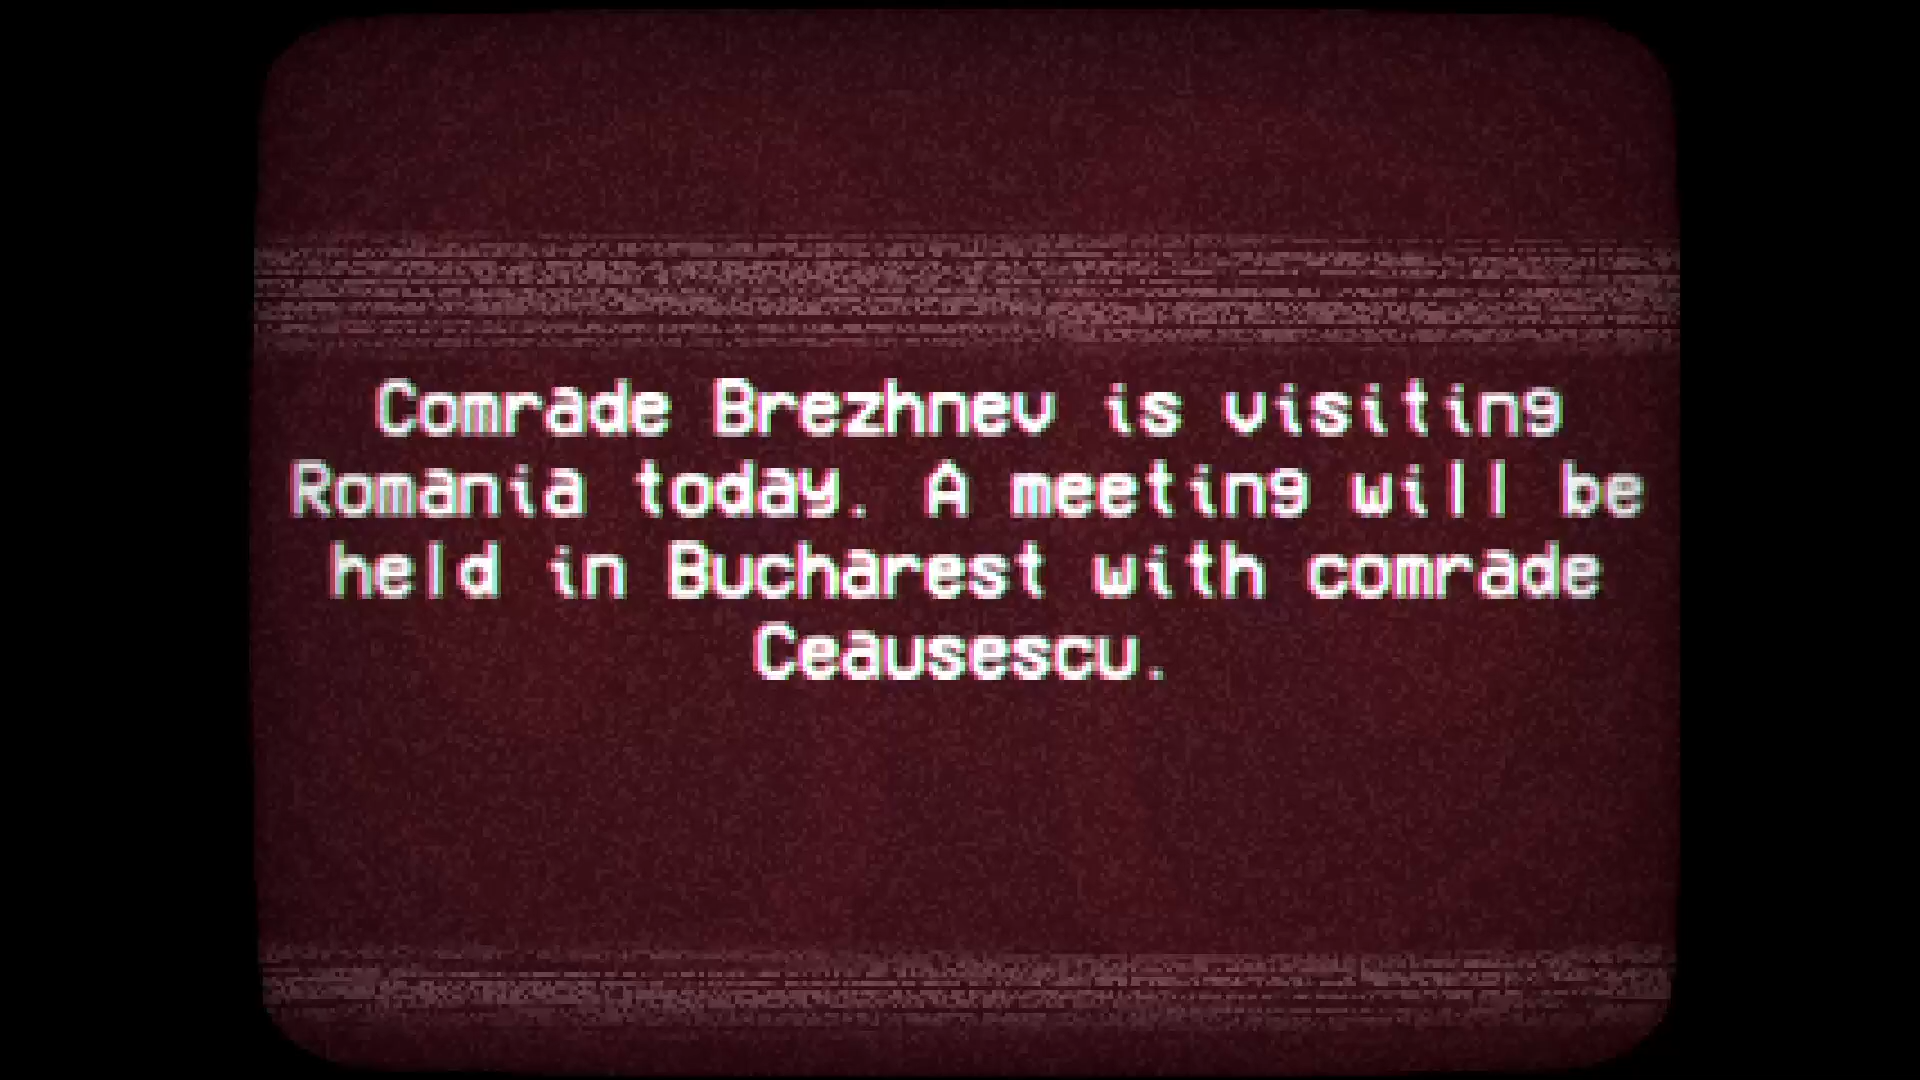 Comrade Brezhnev is visiting
Romania today. A meeting will be
held in Bucharest with comrade
Ceausescu.